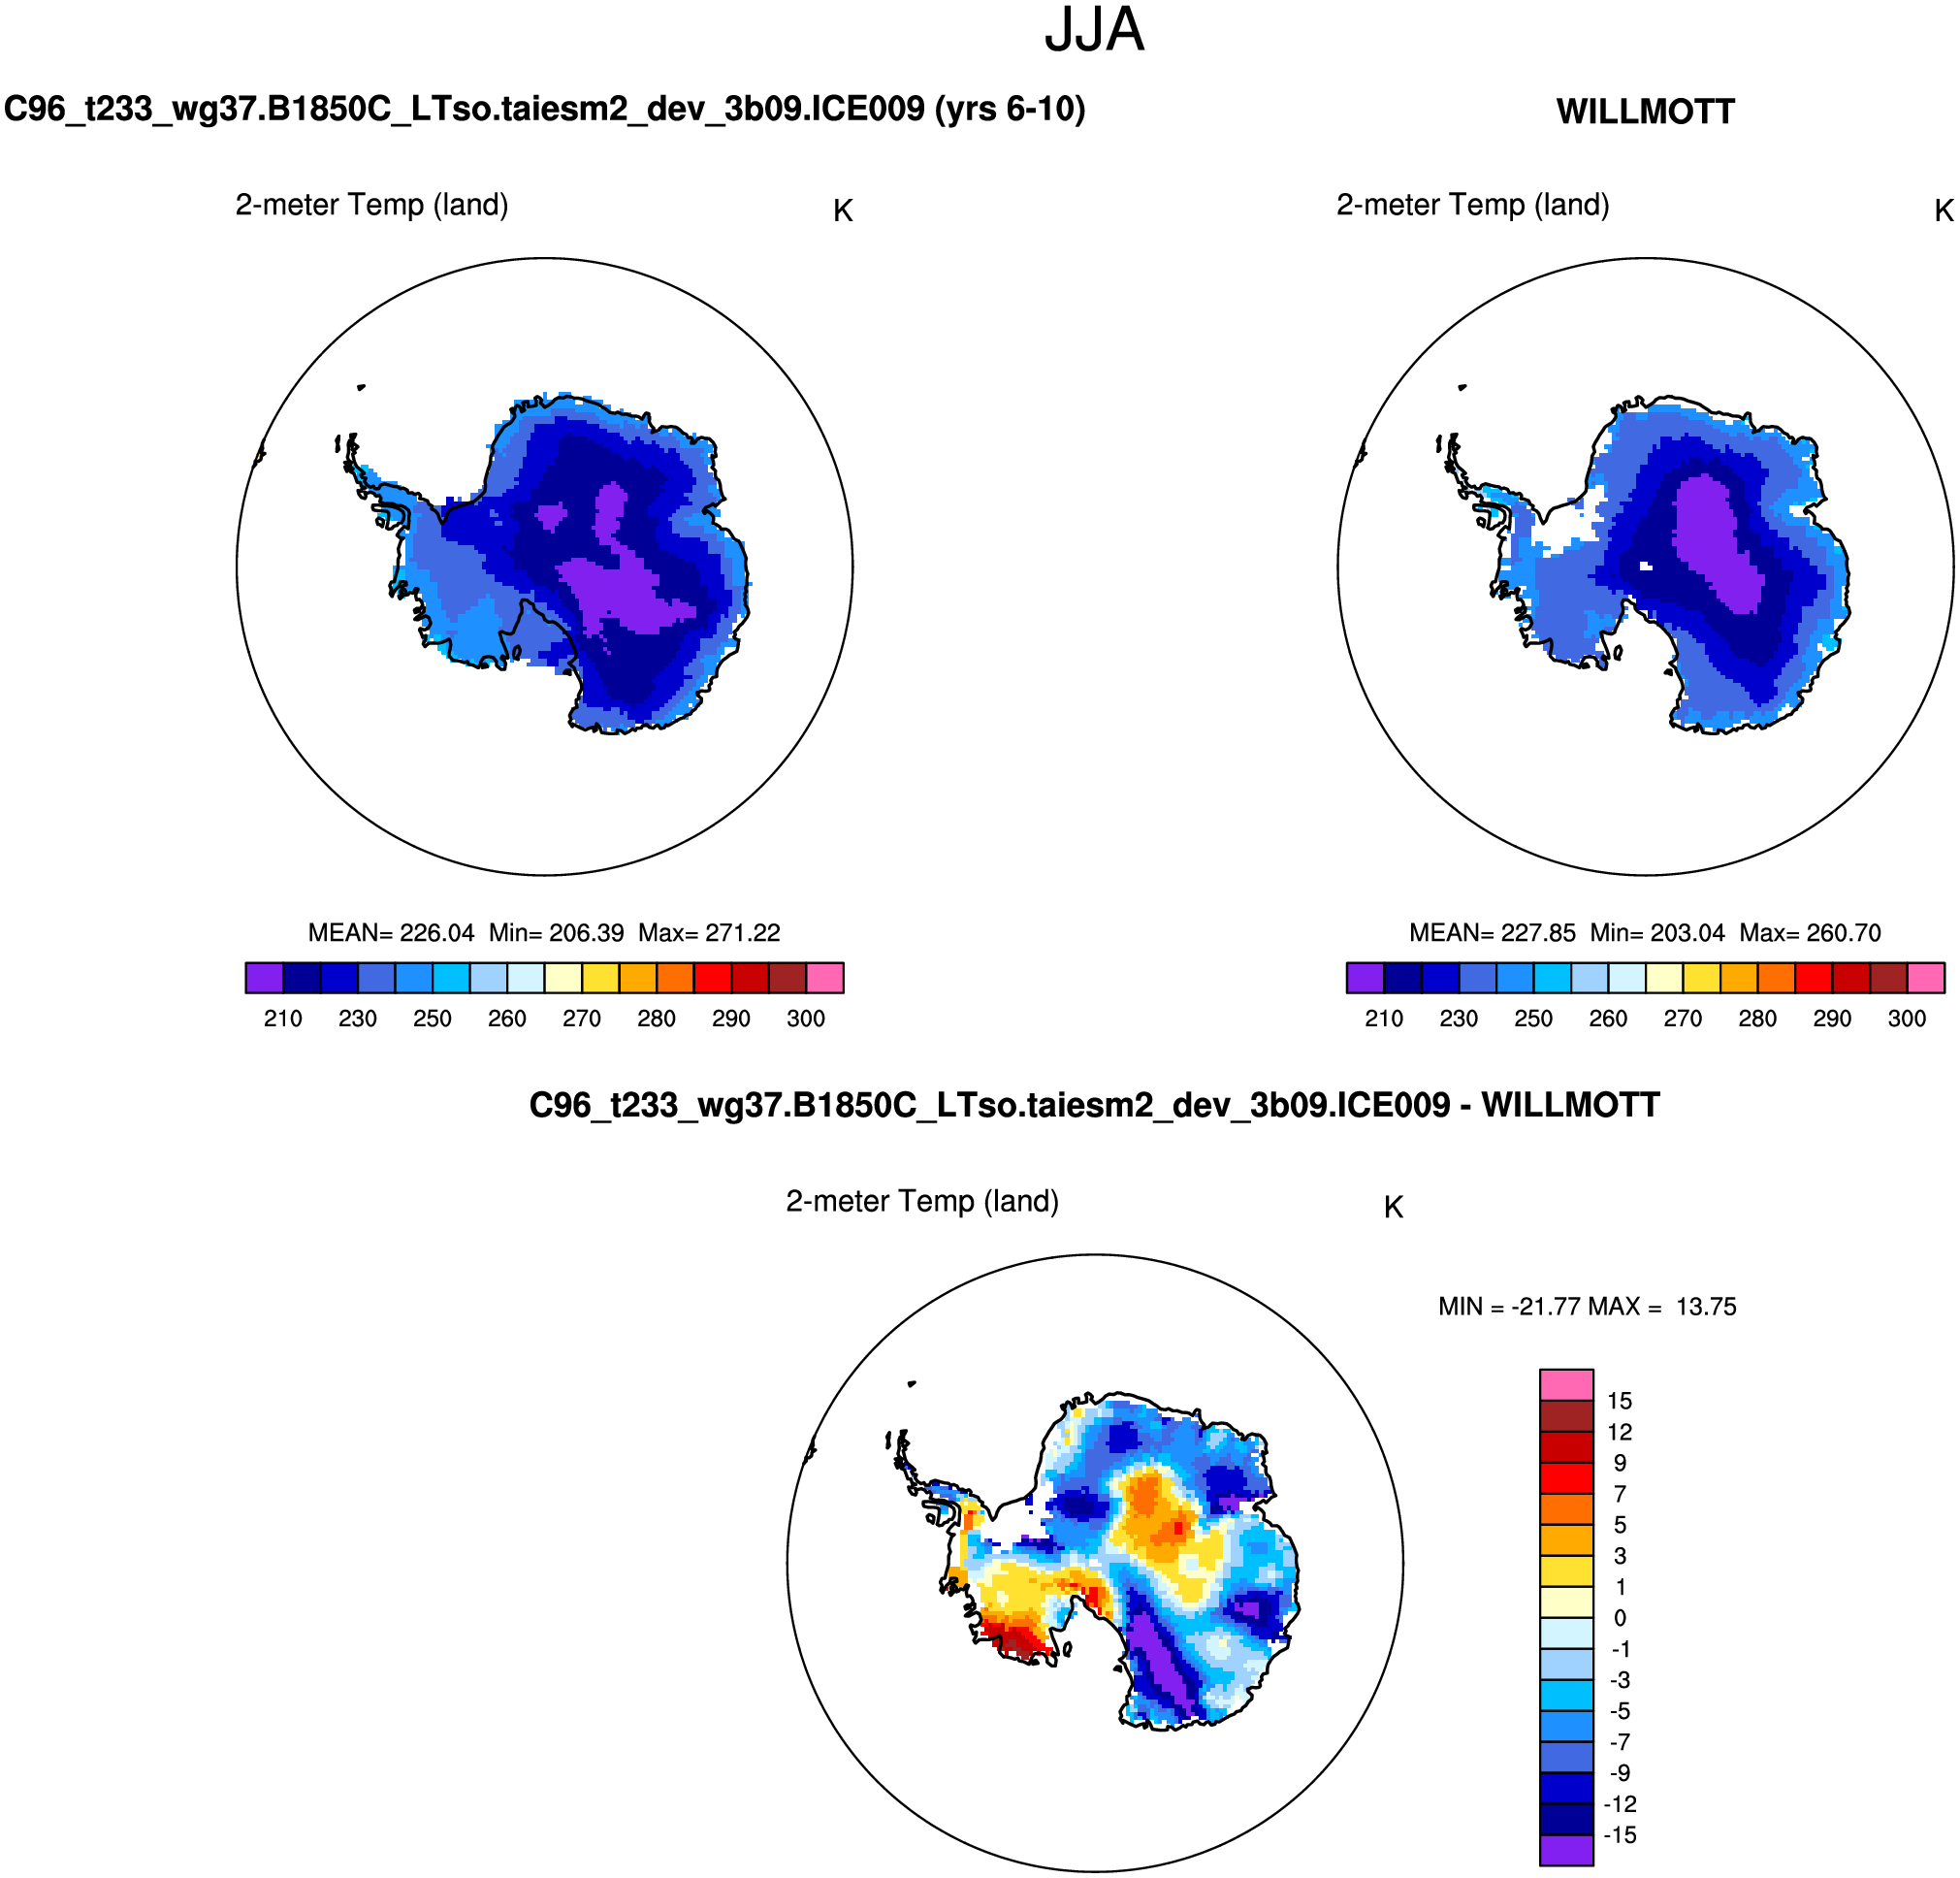 JJA
C96_t233_wg37.B1850C_LTso.taiesm2_dev_3b09.ICE009 (yrs 6-10)
WILLMOTT
2-meter Temp (land) K
2-meter Temp (land) K
MEAN= 226.04 Min= 206.39 Max= 271.22
210 230 250 260 270 280 290 300
MEAN= 227.85 Min= 203.04 Max= 260.70
210 230 250 260 270 280 290 300
C96_t233_wg37.B1850C_LTso.taiesm2_dev_3b09.ICE009 - WILLMOTT
2-meter Temp (land) K
MIN = -21.77 MAX = 13.75
15
12
9
7
5
3
1
0
-1
-3
-5
-7
-9
-12
-15